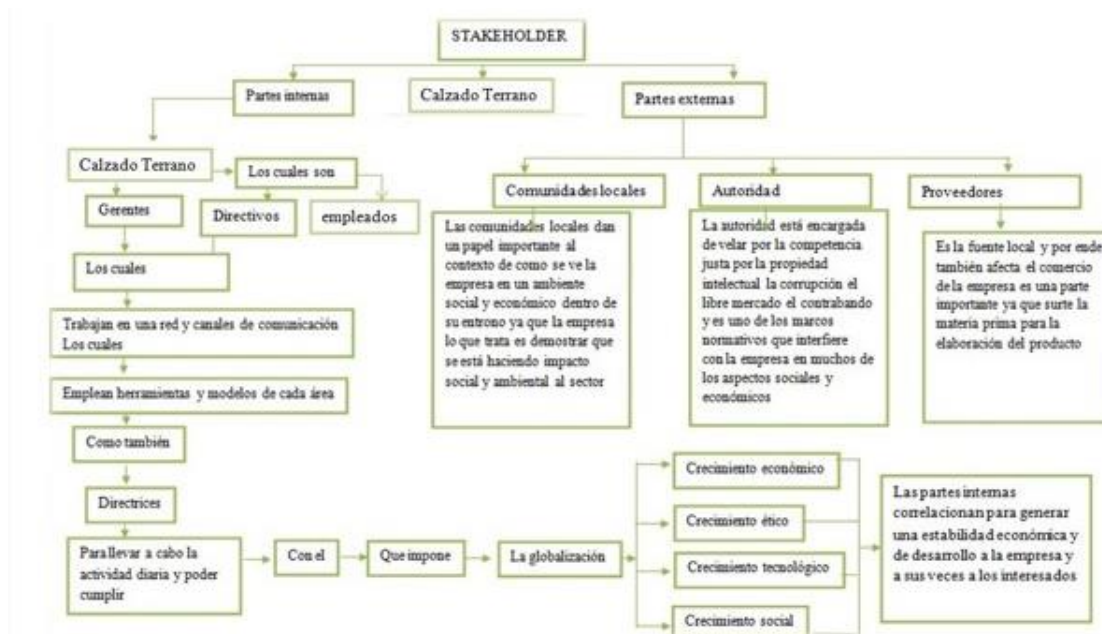 STAKEHOLDER
Partes internas
Calzado Terrano
Partes externas
Calzado Terrano
Los cuales son
Gerentes
Directivos
empleados
Los cuales
Trabajan en una red y canales de comunicación
Los cuales
Emplean herramientas y modelos de cada área
Como también
Directrices
Para llevar a cabo la
actividad diaria y poder
cumplir
Con el
Que impone
La globalización
Crecimiento económico
Crecimiento ético
Crecimiento tecnológico
Crecimiento social
Las partes internas
correlacionan para generar
una estabilidad económica y
de desarrollo a la empresa y
a sus veces a los interesados
Comunidades locales
Las comunidades locales dan
un papel importante al
contexto de como se ve la
empresa en un ambiente
social y económico dentro de
su entrono ya que la empresa
lo que trata es demostrar que
se está haciendo impacto
social y ambiental al sector
Autoridad
La autoridad está encargada
de velar por la competencia
justa por la propiedad
intelectual la corrupción el
libre mercado el contrabando
y es uno de los marcos
normativos que interfiere
con la empresa en muchos de
los aspectos sociales y
económicos
Proveedores
Es la fuente local y por ende
también afecta el comercio
de la empresa es una parte
importante ya que surte la
materia prima para la
elaboración del producto